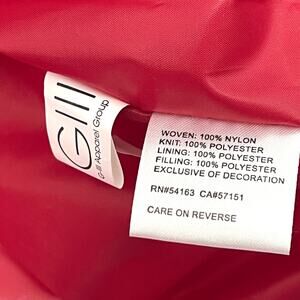 GIII
G-III Apparel Group
WOVEN: 100% NYLON
KNIT: 100% POLYESTER
LINING: 100% POLYESTER
FILLING: 100% POLYESTER
EXCLUSIVE OF DECORATION
RN#54163 CA#57151
CARE ON REVERSE